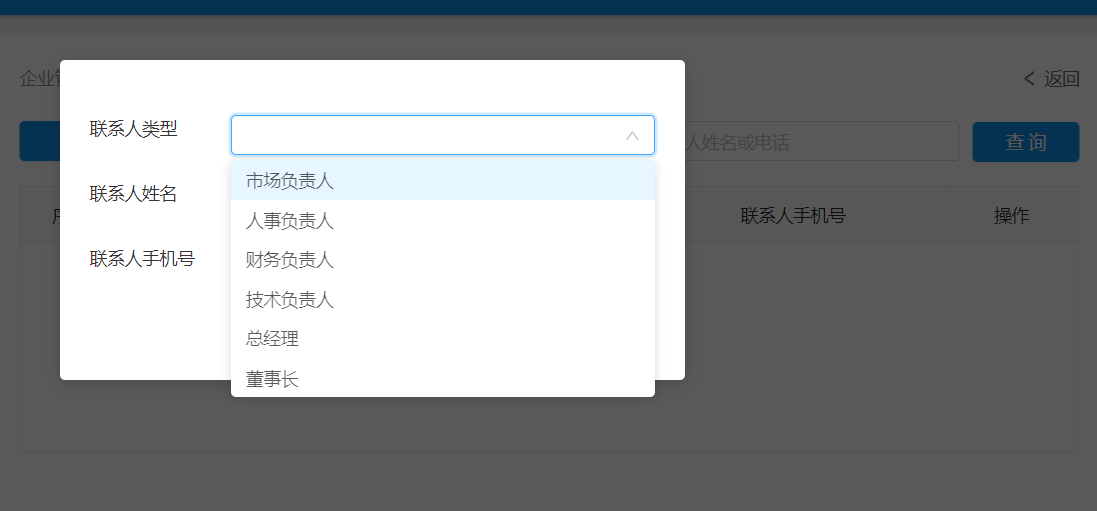 企业
返回
联系人类型
人姓名或电话
查询
市场负责人
联系人姓名
人事负责人
联系人手机号
操作
联系人手机号
财务负责人
技术负责人
总经理
董事长